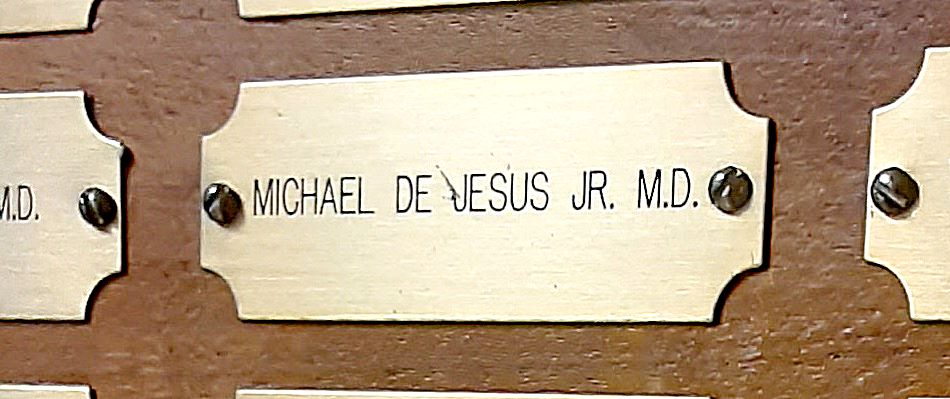 M.D.
MICHAEL DE JESUS JR. M.D.